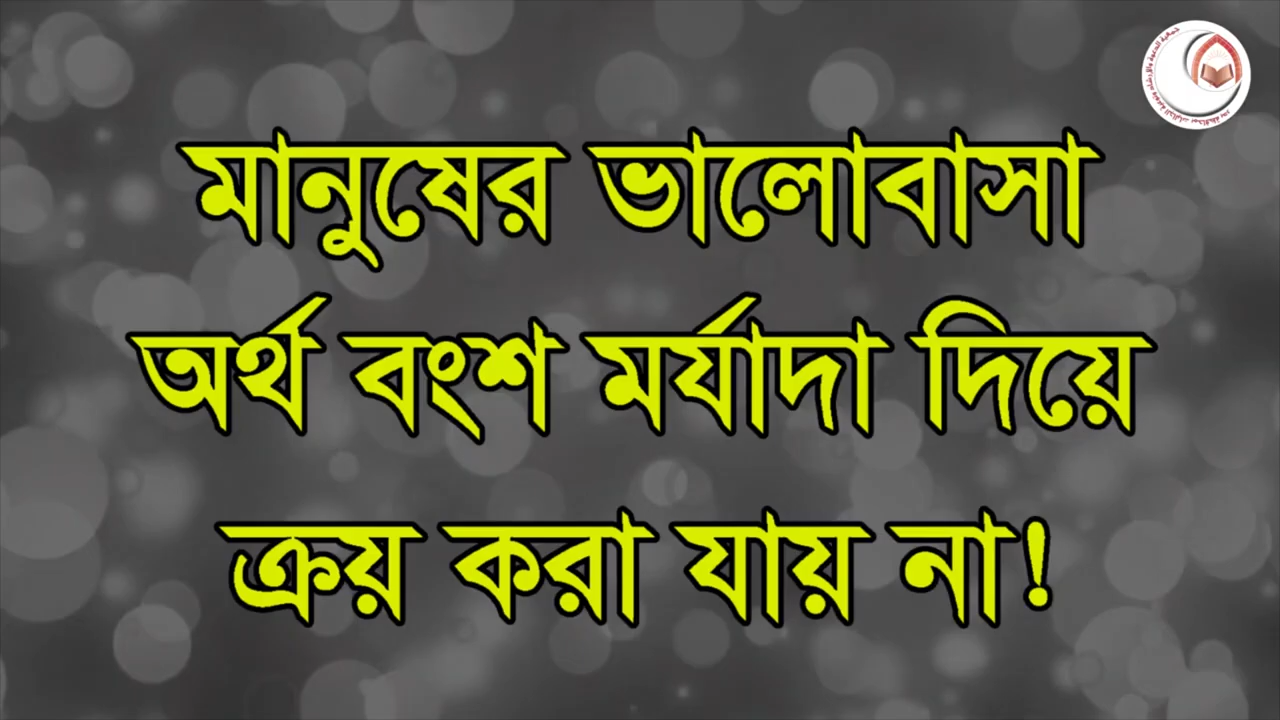 মানুষের ভালোবাসা
অর্থ বংশ মর্যাদা দিয়ে
ক্রয় করা যায় না!